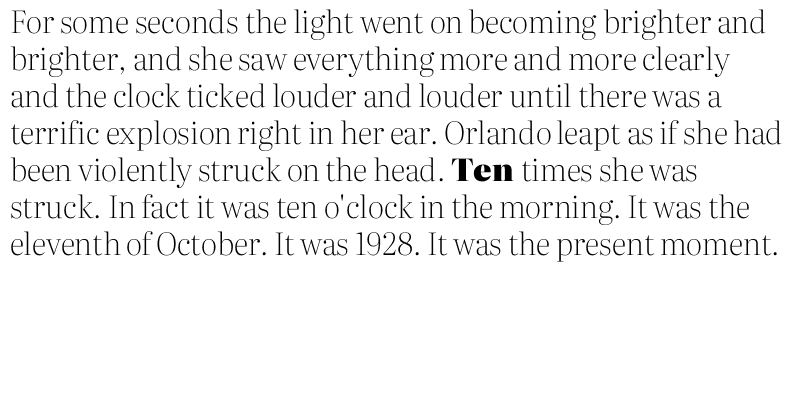 For some seconds the light went on becoming brighter and
brighter, and she saw everything more and more clearly
and the clock ticked louder and louder until there was a
terrific explosion right in her ear. Orlando leapt as if she had
been violently struck on the head. Ten times she was
struck. In fact it was ten o'clock in the morning. It was the
eleventh of October. It was 1928. It was the present moment.